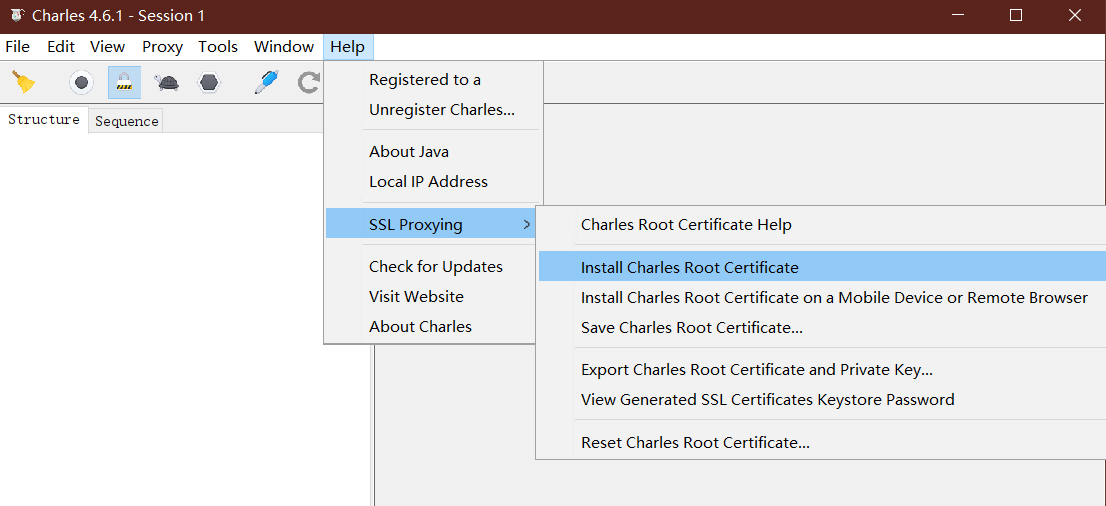 Charles 4.6.1 - Session 1
File Edit View Proxy Tools Window Help
Structure Sequence
Registered to a
Unregister Charles...
About Java
Local IP Address
SSL Proxying >
Check for Updates
Visit Website
About Charles
Charles Root Certificate Help
Install Charles Root Certificate
Install Charles Root Certificate on a Mobile Device or Remote Browser
Save Charles Root Certificate...
Export Charles Root Certificate and Private Key...
View Generated SSL Certificates Keystore Password
Reset Charles Root Certificate...